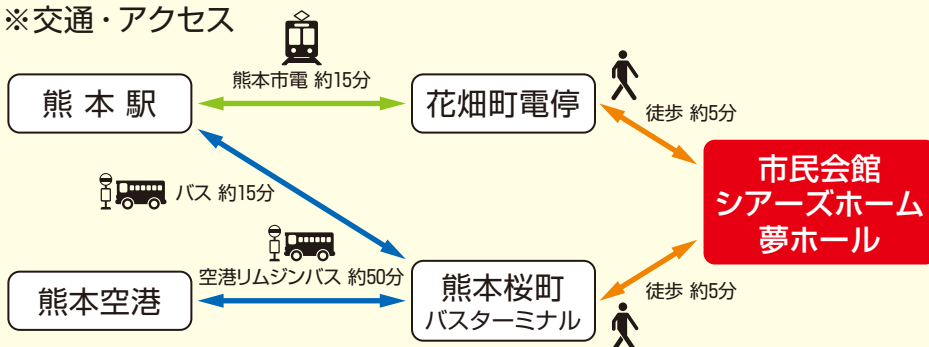 ※交通・アクセス
熊本市電 約15分
熊本駅
花畑町電停
徒歩 約5分
市民会館
シアーズホーム
夢ホール
バス 約15分
空港リムジンバス 約50分
熊本空港
熊本桜町
バスターミナル
徒歩 約5分